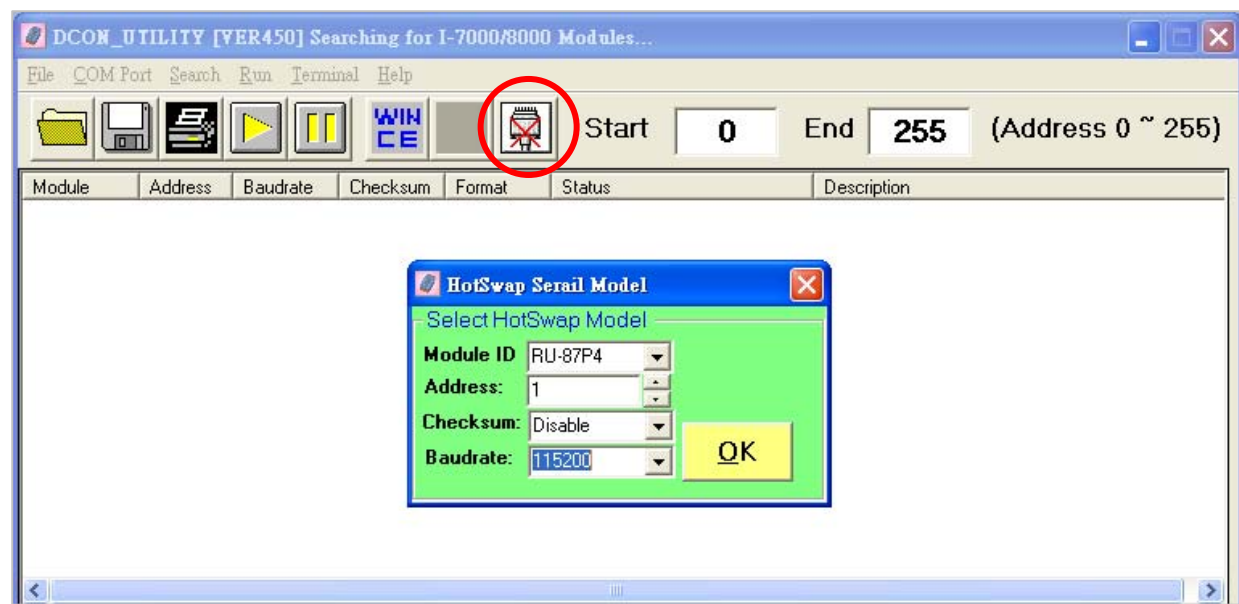 DCON_UTILITY [VER450] Searching for I-7000/8000 Modules...
File COM Port Search Run Terminal Help
WIN CE Start 0 End 255 (Address 0 ~ 255)
Module Address Baudrate Checksum Format Status Description
HotSwap Serail Model
Select HotSwap Model
Module ID RU-87P4
Address: 1
Checksum: Disable
Baudrate: 115200
OK